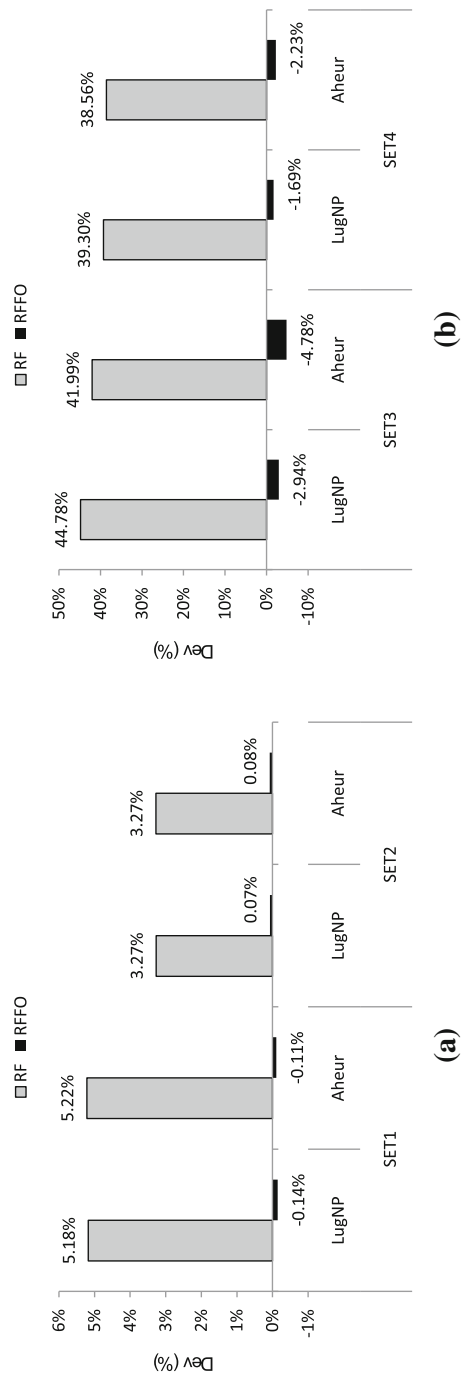 RF RFFO
6%
5%
4%
3%
2%
1%
0%
-1%
Dev (%)
5.18%
-0.14%
5.22%
-0.11%
3.27%
0.07%
3.27%
0.08%
LugNP
Aheur
LugNP
Aheur
SET1
SET2
(a)
RF RFFO
50%
40%
30%
20%
10%
0%
-10%
Dev (%)
44.78%
-2.94%
41.99%
-4.78%
39.30%
-1.69%
38.56%
-2.23%
LugNP
Aheur
LugNP
Aheur
SET3
SET4
(b)